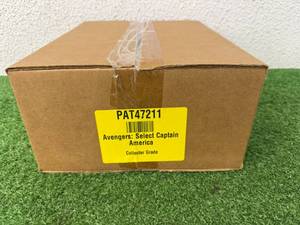 PAT47211
Avengers: Select Captain
America
Collector Grade